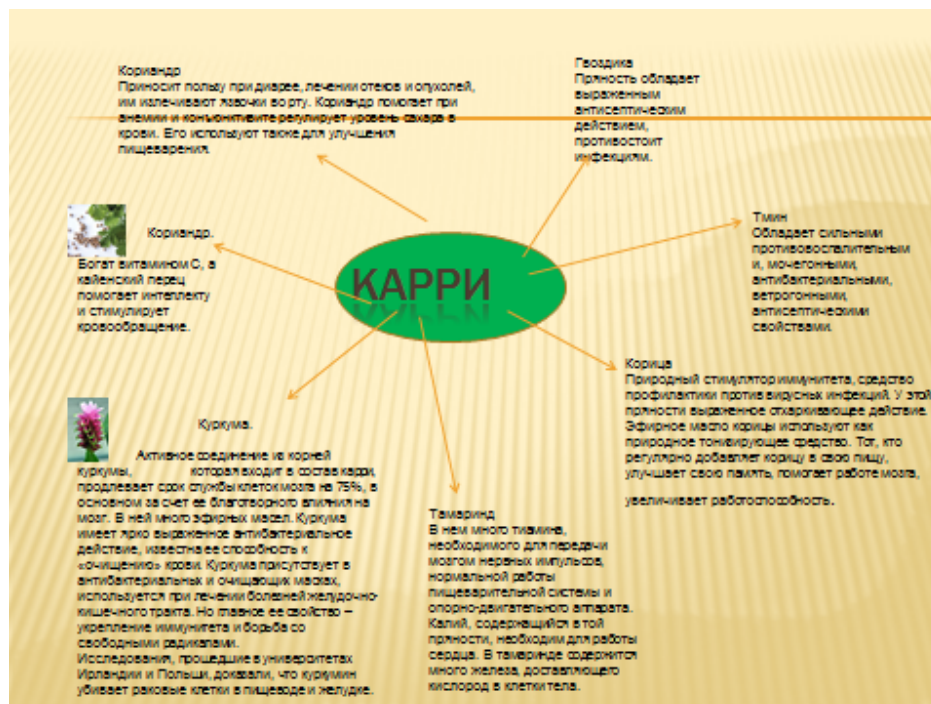 Кориандр
Приносит пользу при диарее, лечении отеков и опухолей,
им излечивают язвочки во рту. Кориандр помогает при
анемии и конъюнктивите регулирует уровень сахара в
крови. Его используют также для улучшения
пищеварения.
Гвоздика
Пряность обладает
выраженным
антисептическим
действием,
противостоит
инфекциям.
Кориандр.
Богат витамином С, а
кайенский перец
помогает интеллекту
и стимулирует
кровообращение.
КАРРИ
Тмин
Обладает сильными
противовоспалительным
и, мочегонными,
антибактериальными,
ветрогонными,
антисептическими
свойствами.
Корица
Природный стимулятор иммунитета, средство
профилактики против вирусных инфекций. У этой
пряности выраженное отхаркивающее действие.
Эфирное масло корицы используют как
природное тонизирующее средство. Тот, кто
регулярно добавляет корицу в свою пищу,
улучшает свою память, помогает работе мозга,
увеличивает работоспособность.
Куркума.
Активное соединение из корней
куркумы, которая входит в состав карри,
продлевает срок службы клеток мозга на 75%, в
основном за счет ее благотворного влияния на
мозг. В ней много эфирных масел. Куркума
имеет ярко выраженное антибактериальное
действие, известна ее способность к
«очищению» крови. Куркума присутствует в
антибактериальных и очищающих масках,
используется при лечении болезней желудочно-
кишечного тракта. Но главное ее свойство –
укрепление иммунитета и борьба со
свободными радикалами.
Исследования, прошедшие в университетах
Ирландии и Польши, доказали, что куркумин
убивает раковые клетки в пищеводе и желудке.
Тамаринд
В нем много тиамина,
необходимого для передачи
мозгом нервных импульсов,
нормальной работы
пищеварительной системы и
опорно-двигательного аппарата.
Калий, содержащийся в той
пряности, необходим для работы
сердца. В тамаринде содержится
много железа, доставляющего
кислород в клетки тела.